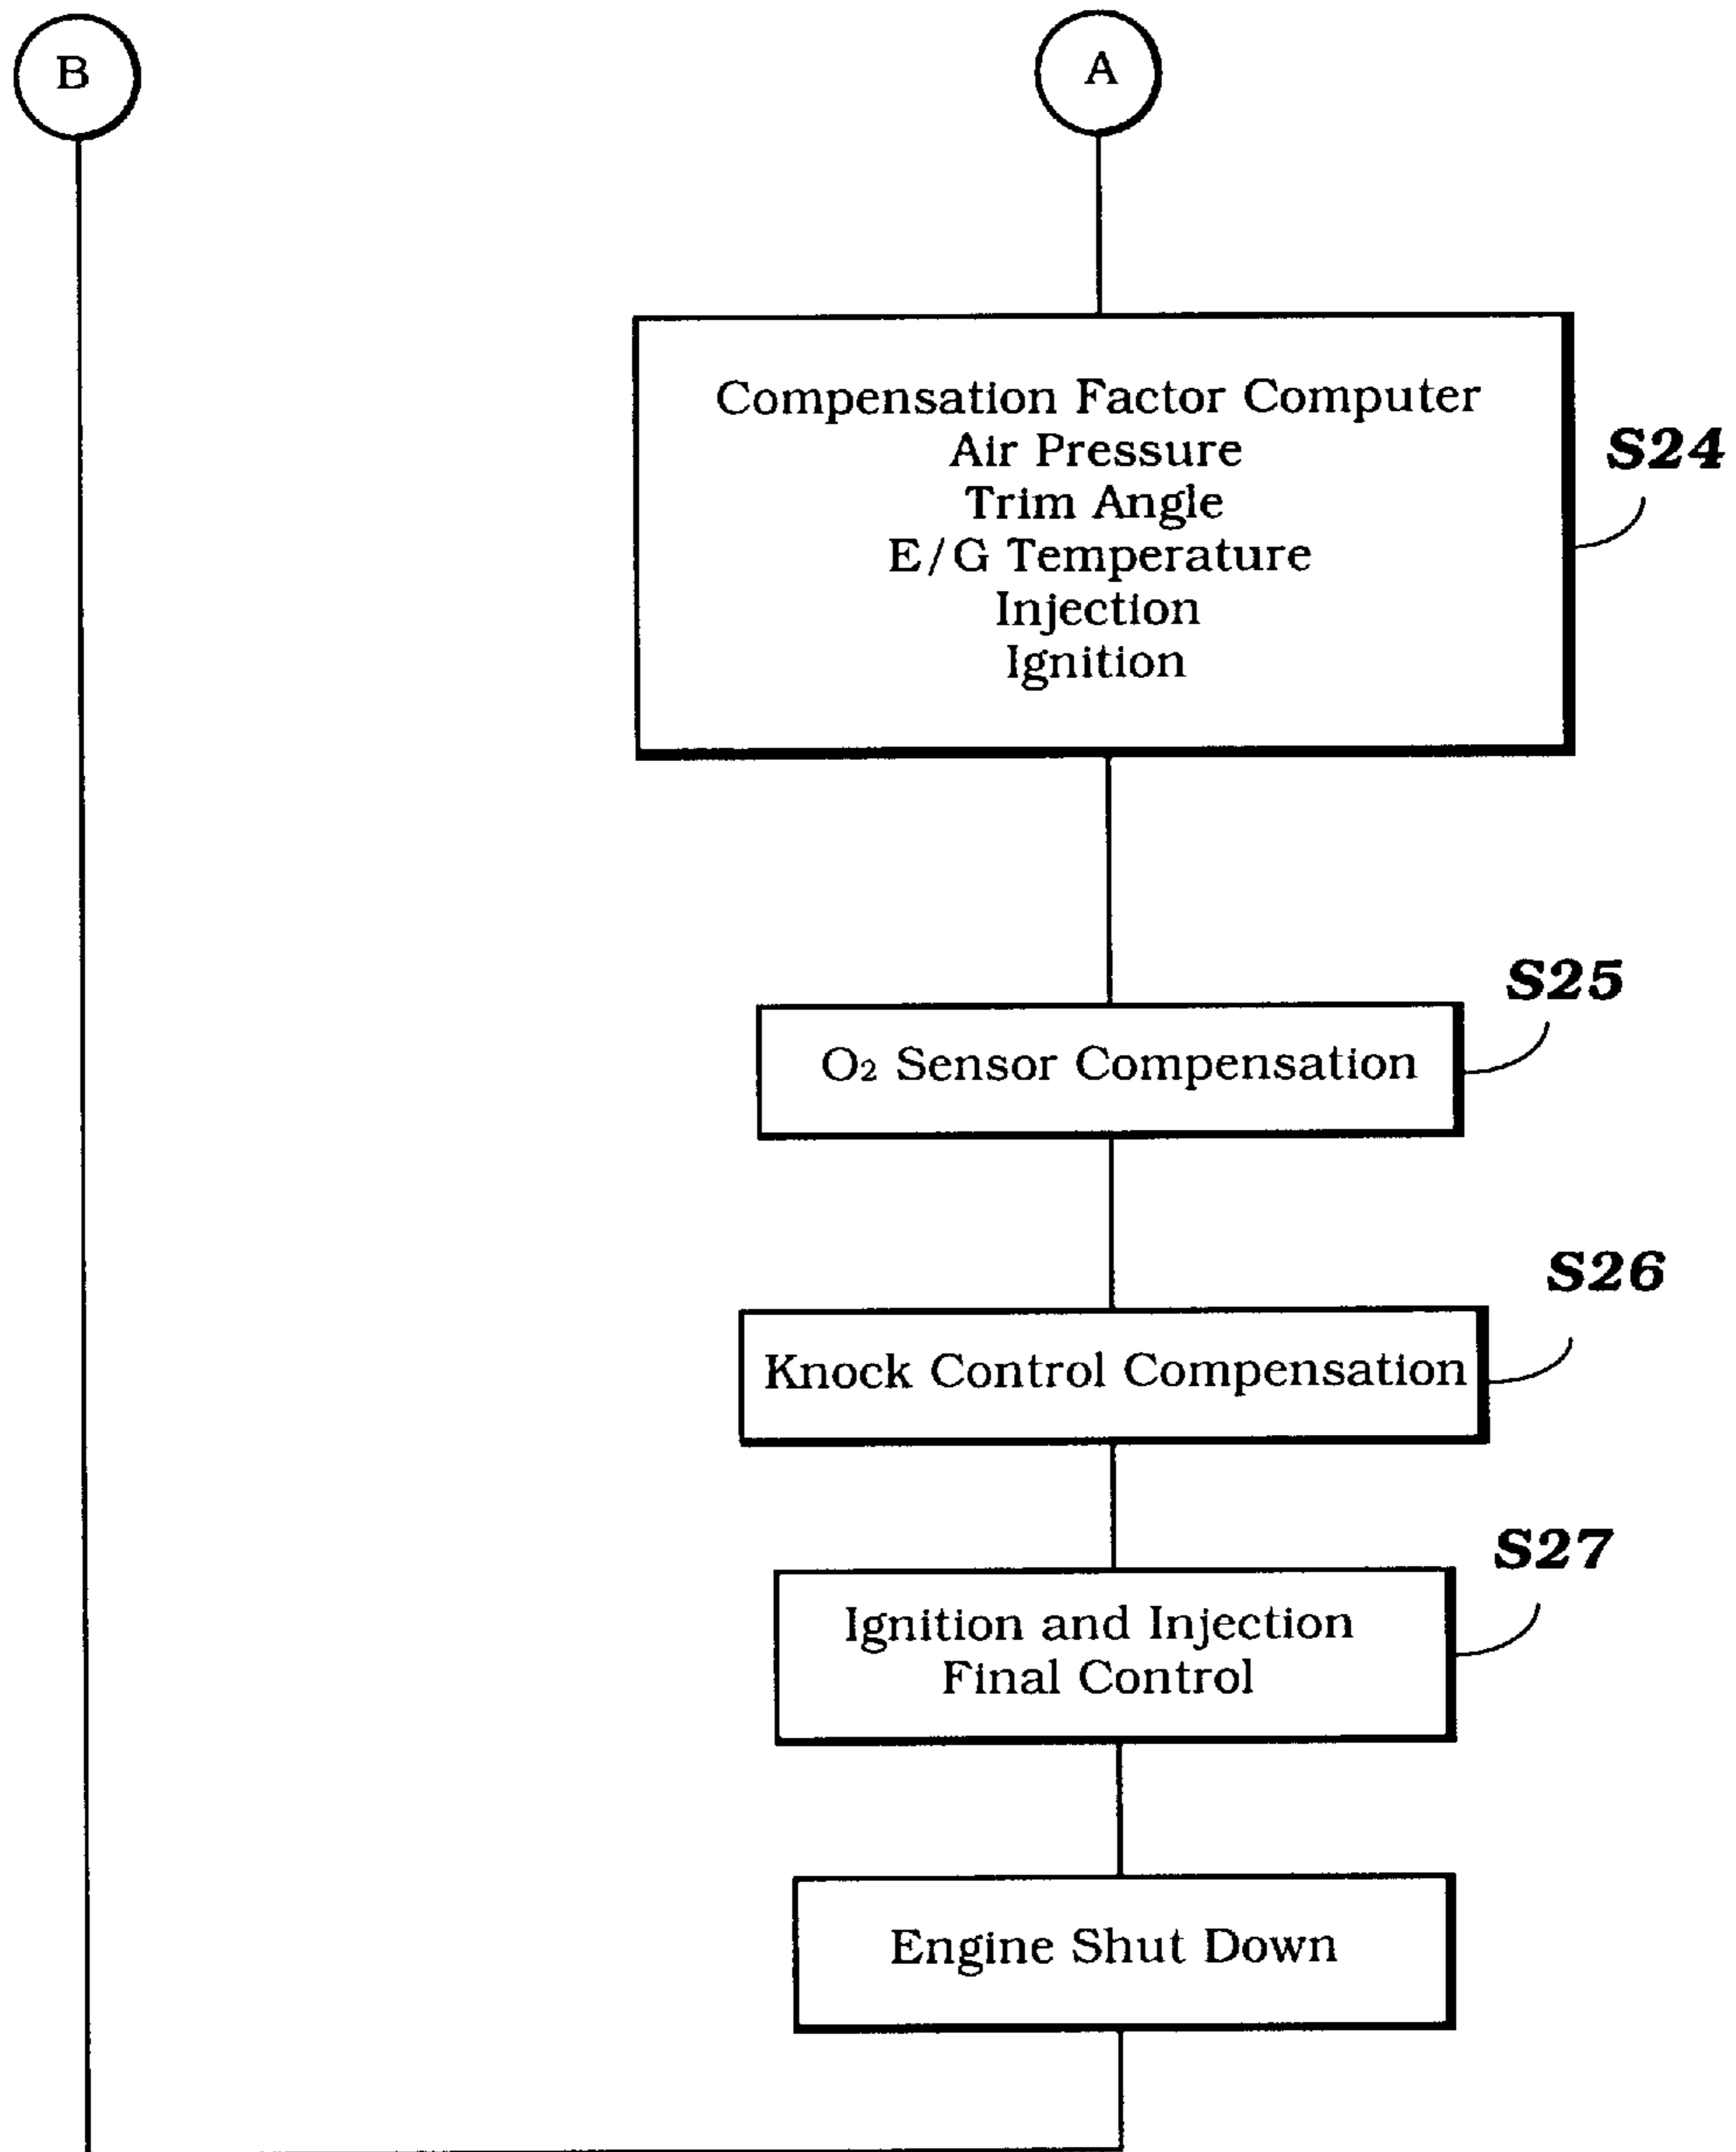 B
A
Compensation Factor Computer
Air Pressure
Trim Angle
E/G Temperature
Injection
Ignition
S24
O₂ Sensor Compensation
S25
Knock Control Compensation
S26
Ignition and Injection
Final Control
S27
Engine Shut Down